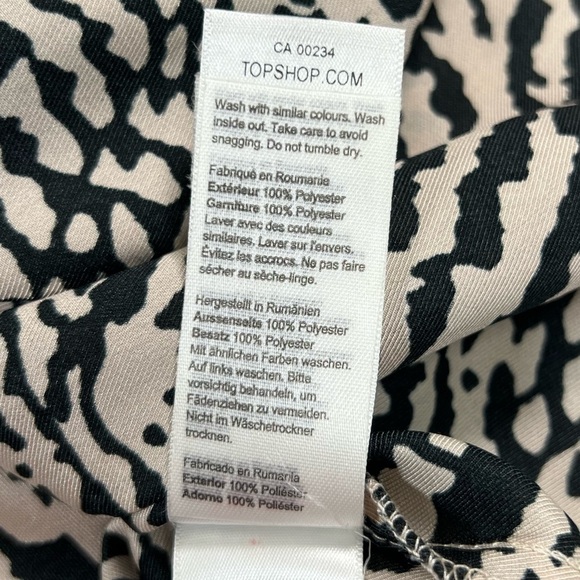 CA 00234
TOPSHOP.COM
Wash with similar colours. Wash
inside out. Take care to avoid
snagging. Do not tumble dry.
Fabriqué en Roumanie
Extérieur 100% Polyester
Garniture 100% Polyester
Laver avec des couleurs
similaires. Laver sur l'envers.
Évitez les accrocs. Ne pas faire
sécher au sèche-linge.
Hergestellt in Rumänien
Aussenseite 100% Polyester
Besatz 100% Polyester
Mit ähnlichen Farben waschen.
Auf links waschen. Bitte
vorsichtig behandeln, um
Fädenziehen zu vermeiden.
Nicht im Wäschetrockner
trocknen.
Fabricado en Rumanía
Exterior 100% Poliéster
Adorno 100% Poliéster